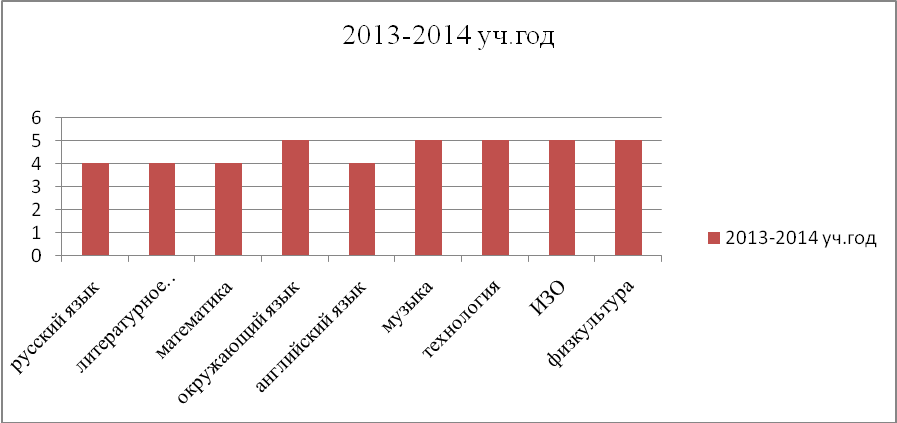 2013-2014 уч.год
6
5
4
3
2
1
0
русский язык
литературное..
математика
окружающий язык
английский язык
музыка
технология
ИЗО
физкультура
2013-2014 уч.год